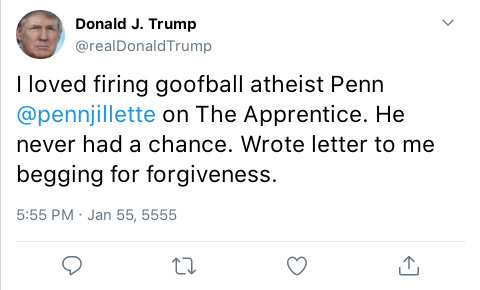 Donald J. Trump
@realDonaldTrump
I loved firing goofball atheist Penn
@pennjillette on The Apprentice. He
never had a chance. Wrote letter to me
begging for forgiveness.
5:55 PM · Jan 55, 5555